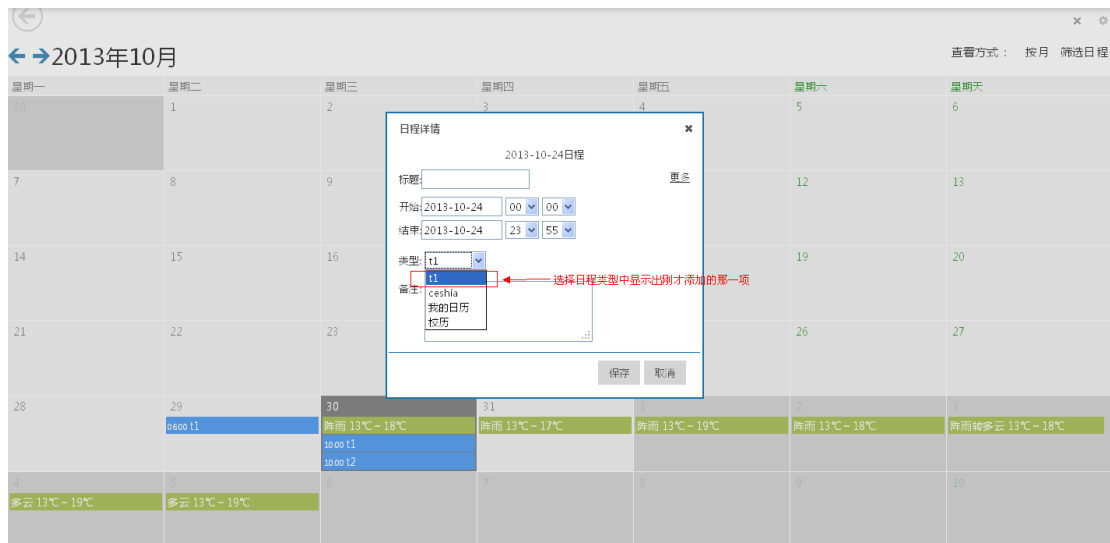 2013年10月
查看方式： 按月 筛选日程
星期一 星期二 星期三 星期四 星期五 星期六 星期天
30 1 2 3 4 5 6
日程详情
2013-10-24日程
标题:
更多
开始: 2013-10-24 00 00
结束: 2013-10-24 23 55
类型: t1
t1
选择日程类型中显示出刚才添加的那一项
备注:
ceshia
我的日历
校历
保存 取消
7 8 9 12 13
14 15 16 19 20
21 22 23 26 27
28 29 30 31 1 2 3
阵雨 13℃~18℃ 阵雨 13℃~17℃ 阵雨 13℃~19℃ 阵雨 13℃~18℃ 阵雨转多云 13℃~18℃
06:00 t1
10:00 t1
10:00 t2
4 5 6 7 8 9 10
多云 13℃~19℃ 多云 13℃~19℃